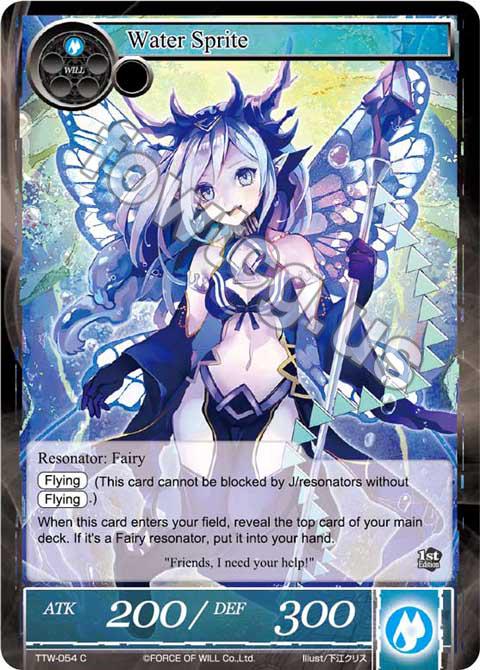 Water Sprite
WILL
fowtcg.us
Resonator: Fairy
Flying (This card cannot be blocked by J/resonators without
Flying .)
When this card enters your field, reveal the top card of your main
deck. If it's a Fairy resonator, put it into your hand.
"Friends, I need your help!"
1st
Edition
ATK 200 / DEF 300
TTW-054 C ©FORCE OF WILL Co.,Ltd. Illust/下江クリス